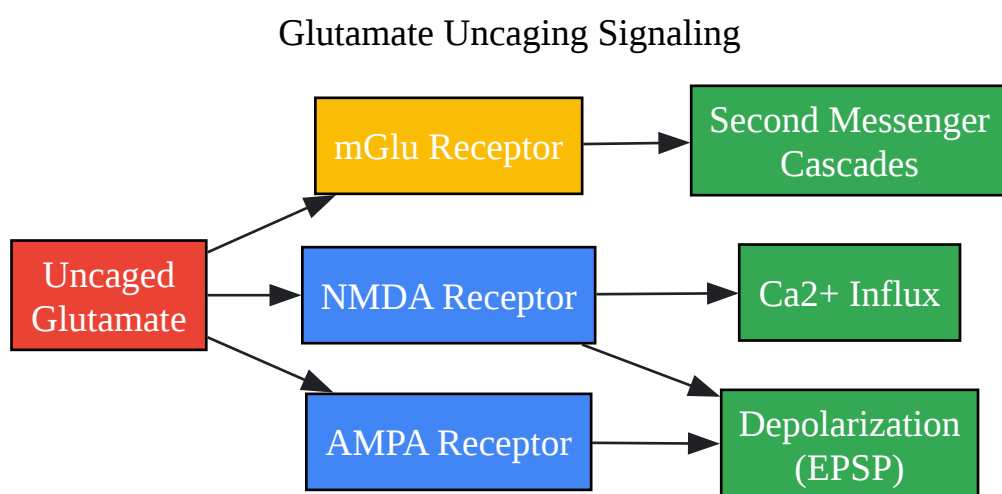 Glutamate Uncaging Signaling
mGlu Receptor
Second Messenger
Cascades
Uncaged
Glutamate
NMDA Receptor
Ca2+ Influx
AMPA Receptor
Depolarization
(EPSP)